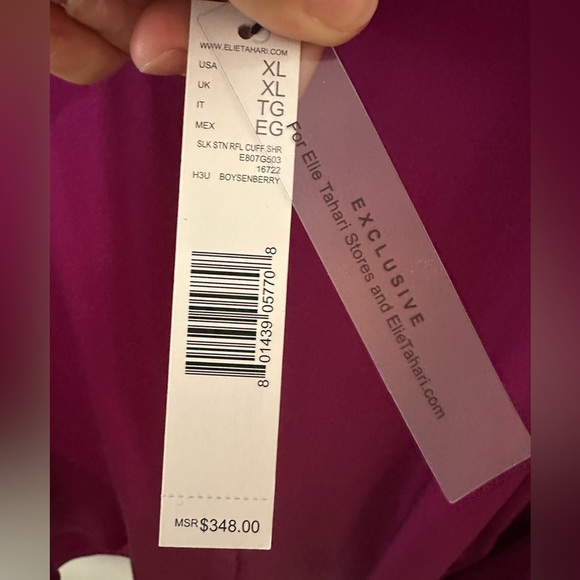 WWW.ELIETAHARI.COM
USA XL
UK XL
IT TG
MEX EG
SLK STN RFL CUFF SHR
E807G503
16722
H3U BOYSENBERRY
8 01439 05770 8
MSR $348.00
EXCLUSIVE
For Elie Tahari Stores and ElieTahari.com